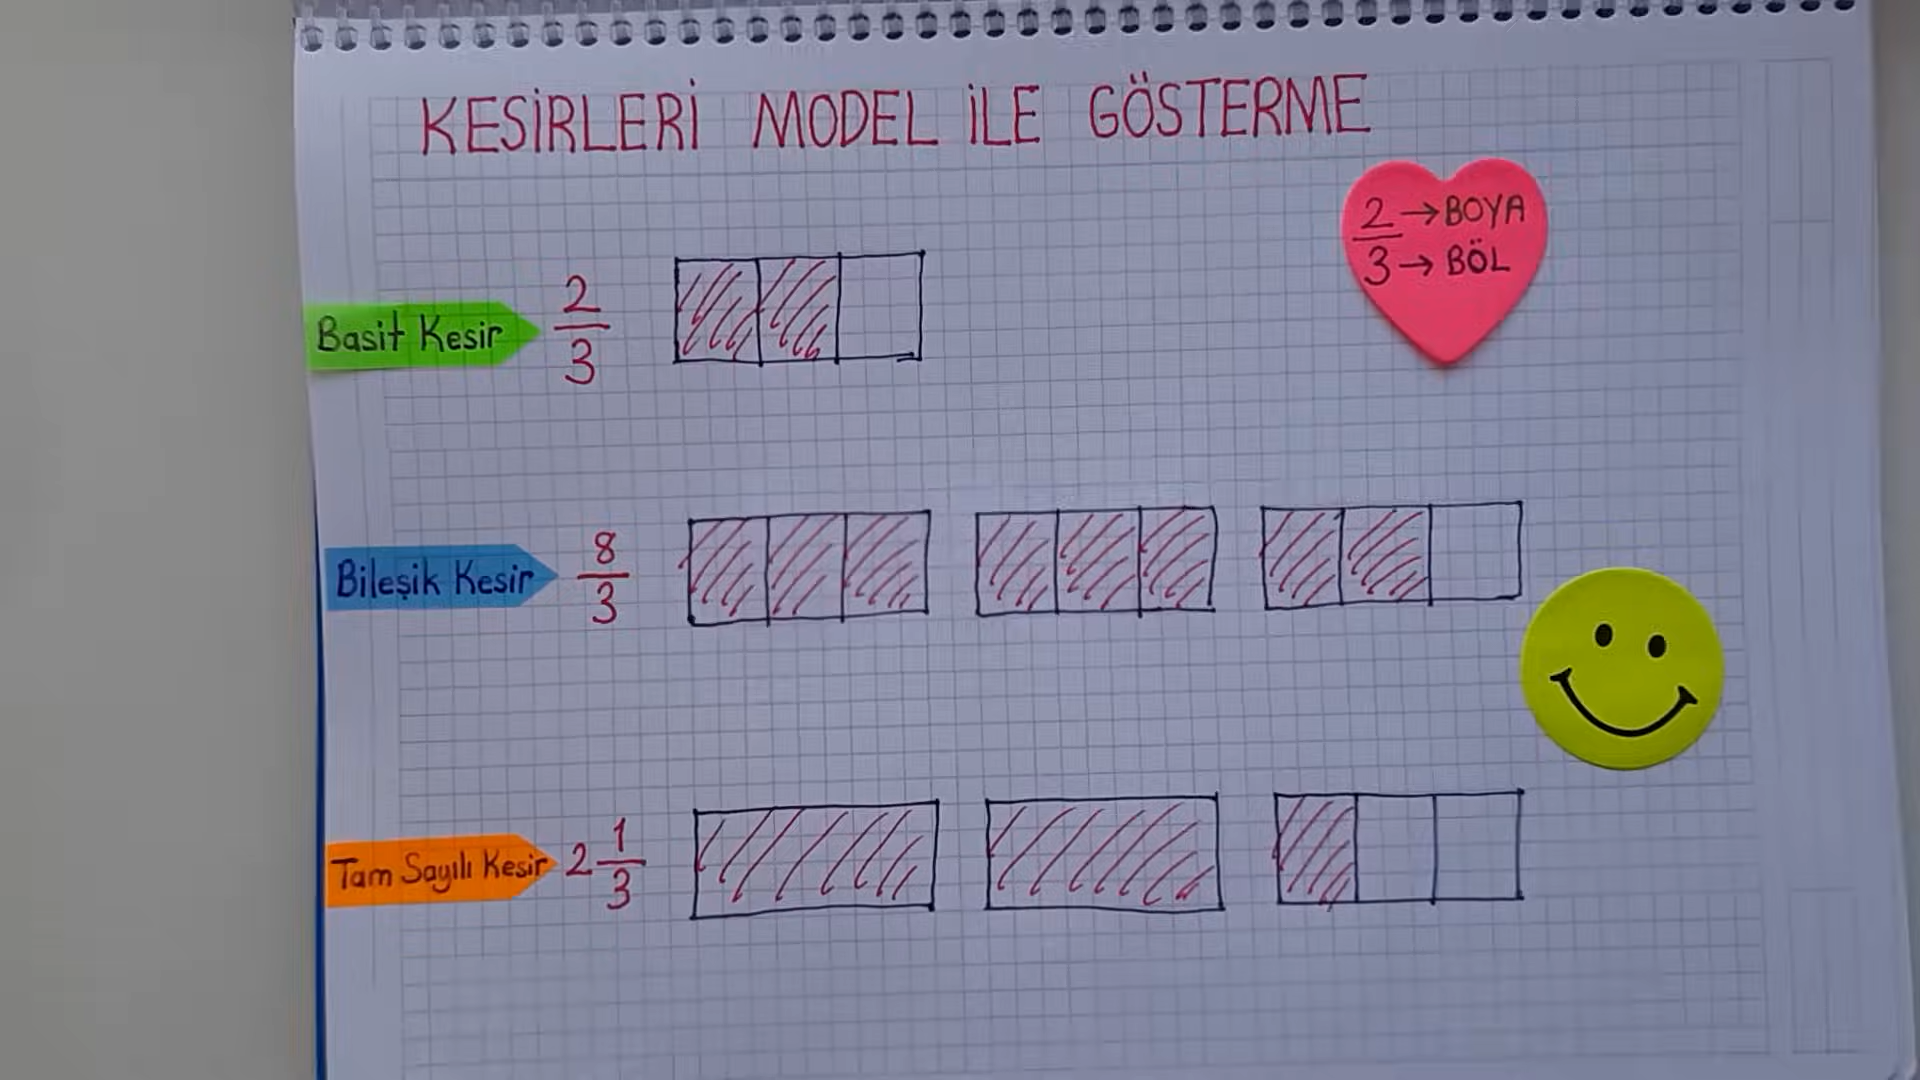 KESİRLERİ MODEL İLE GÖSTERME
2 → BOYA
3 → BÖL
Basit Kesir 2/3
Bileşik Kesir 8/3
Tam Sayılı Kesir 2 1/3